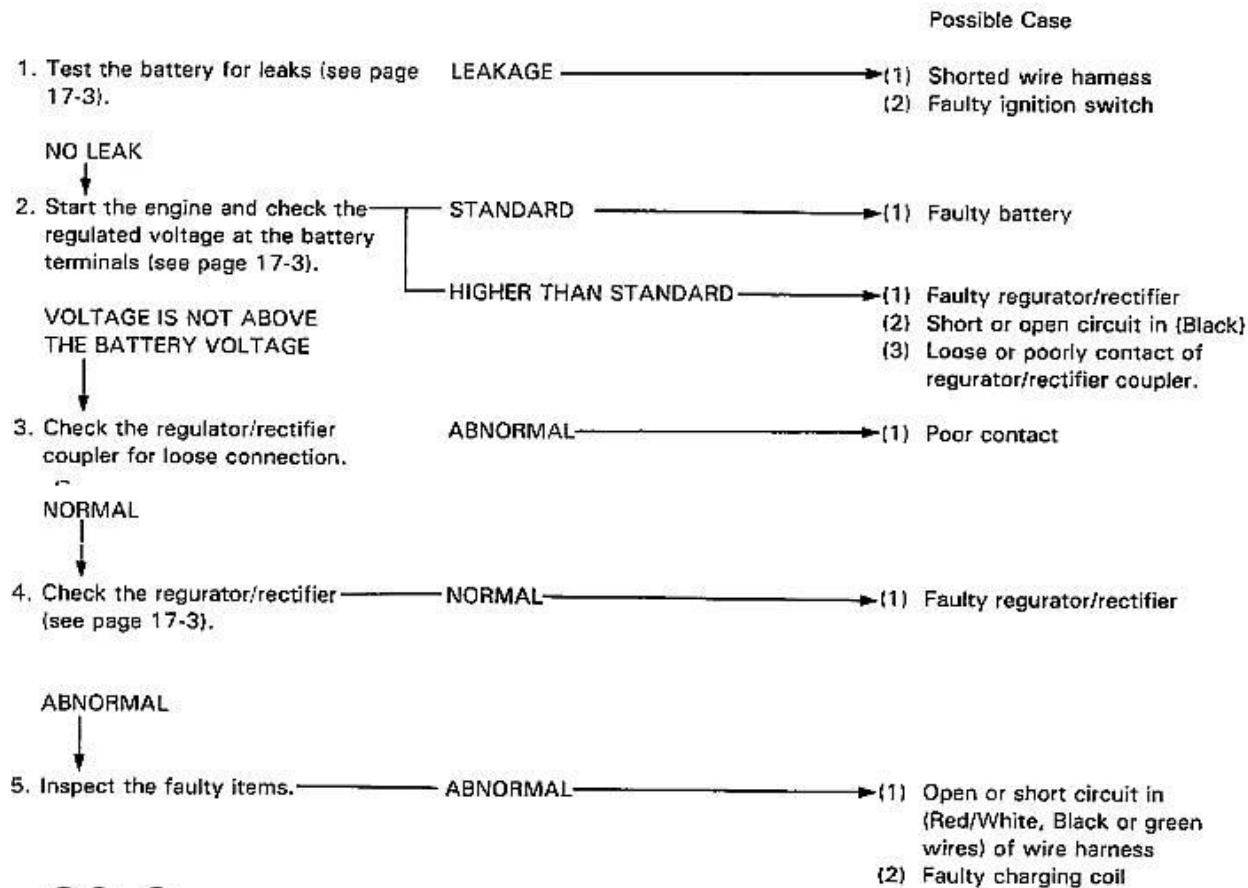 Possible Case
1. Test the battery for leaks (see page
17-3).
LEAKAGE
(1) Shorted wire harness
(2) Faulty ignition switch
NO LEAK
2. Start the engine and check the
regulated voltage at the battery
terminals (see page 17-3).
STANDARD
(1) Faulty battery
HIGHER THAN STANDARD
(1) Faulty regurator/rectifier
(2) Short or open circuit in (Black)
(3) Loose or poorly contact of
regurator/rectifier coupler.
VOLTAGE IS NOT ABOVE
THE BATTERY VOLTAGE
3. Check the regulator/rectifier
coupler for loose connection.
ABNORMAL
(1) Poor contact
NORMAL
4. Check the regurator/rectifier
(see page 17-3).
NORMAL
(1) Faulty regurator/rectifier
ABNORMAL
5. Inspect the faulty items.
ABNORMAL
(1) Open or short circuit in
(Red/White, Black or green
wires) of wire harness
(2) Faulty charging coil